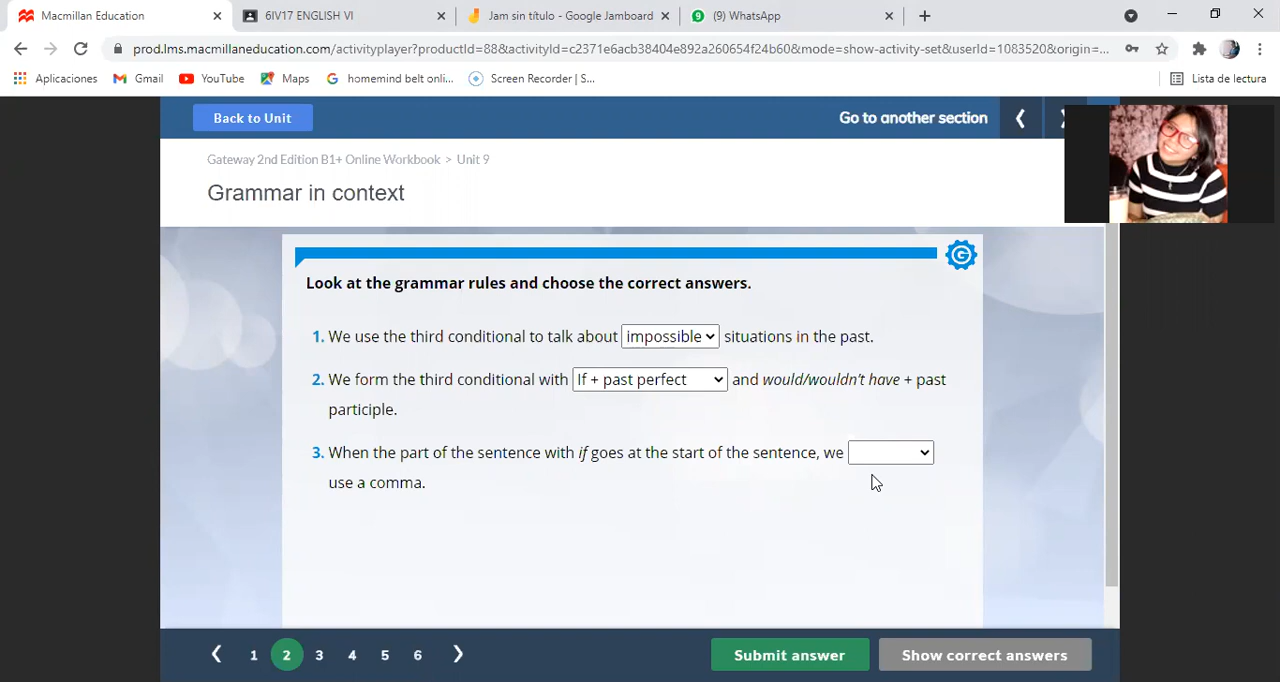 Macmillan Education
6IV17 ENGLISH VI
Jam sin título - Google Jamboard
9
(9) WhatsApp
prod.lms.macmillaneducation.com/activityplayer?productId=88&activityId=c2371e6acb38404e892a260654f24b60&mode=show-activity-set&userId=1083520&origin=...
Aplicaciones
Gmail
YouTube
Maps
homemind belt onli...
Screen Recorder | S...
Lista de lectura
Back to Unit
Go to another section
Gateway 2nd Edition B1+ Online Workbook > Unit 9
Grammar in context
G
Look at the grammar rules and choose the correct answers.
1. We use the third conditional to talk about impossible situations in the past.
2. We form the third conditional with If + past perfect and would/wouldn't have + past
participle.
3. When the part of the sentence with if goes at the start of the sentence, we
use a comma.
1 2 3 4 5 6
Submit answer
Show correct answers